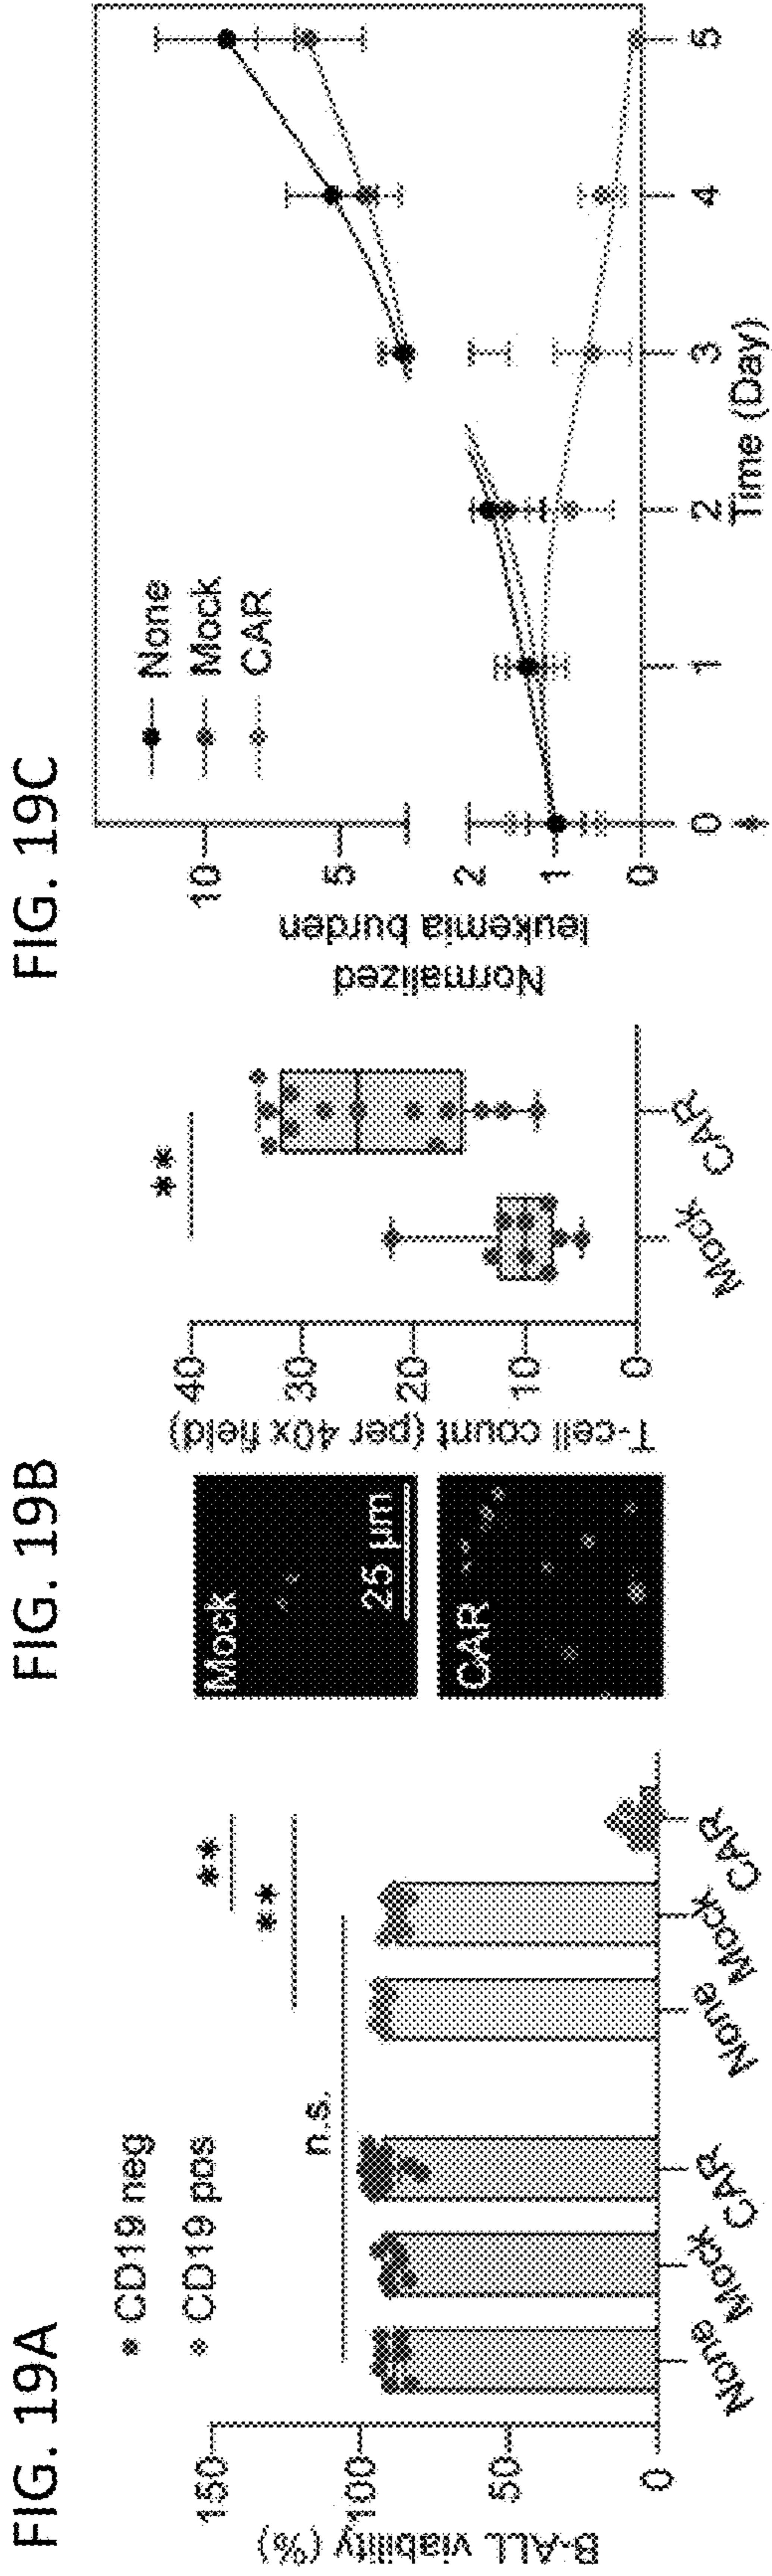 FIG. 19A
CD19 neg
CD19 pos
n.s.
**
**
150
100
50
0
B-ALL viability (%)
None
Mock
CAR
None
Mock
CAR
FIG. 19B
Mock
25 μm
CAR
**
40
30
20
10
0
T-cell count (per 40x field)
Mock
CAR
FIG. 19C
None
Mock
CAR
10
5
2
1
0
Normalized
leukemia burden
0
1
2
3
4
5
Time (Day)